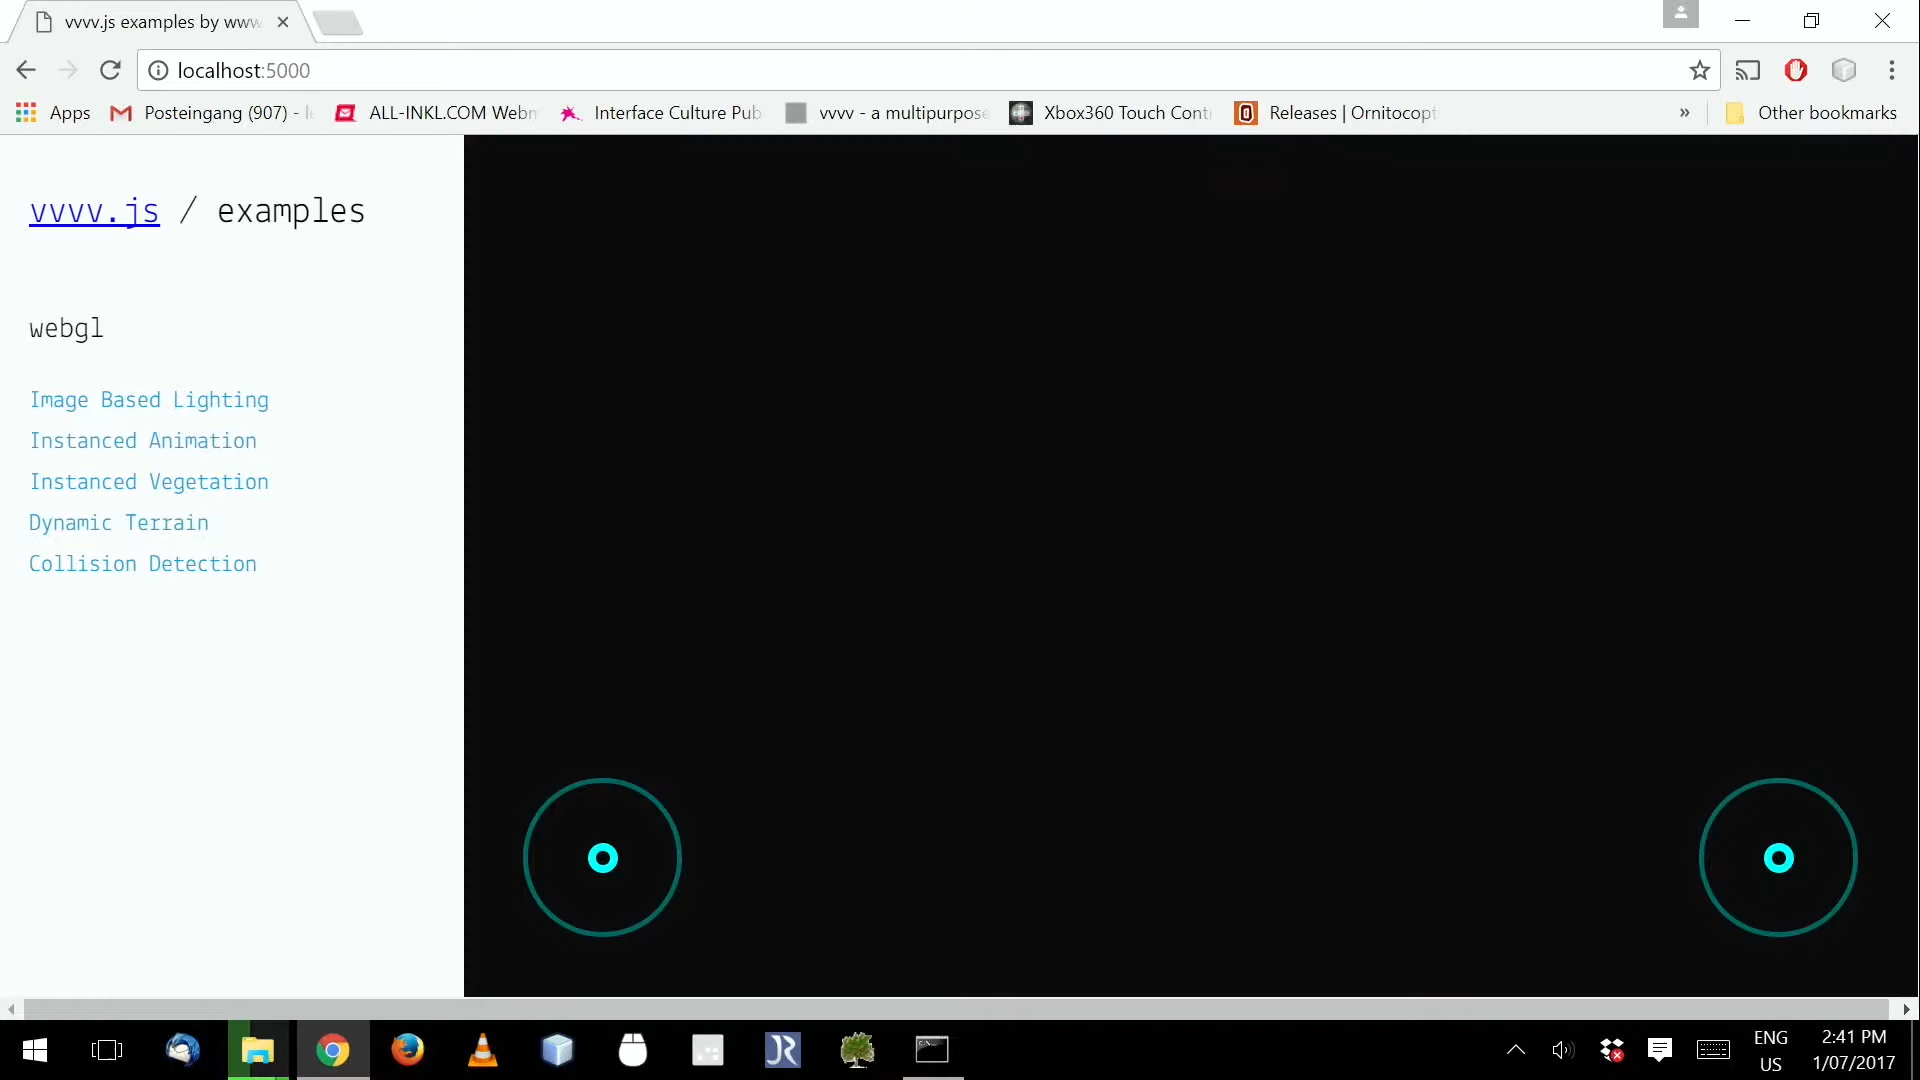 vvvv.js examples by www
localhost:5000
Apps
Posteingang (907) -
ALL-INKL.COM Webm
Interface Culture Pub
vvvv - a multipurpose
Xbox360 Touch Cont
Releases | Ornitocopt
»
Other bookmarks
vvvv.js / examples
webgl
Image Based Lighting
Instanced Animation
Instanced Vegetation
Dynamic Terrain
Collision Detection
ENG
US
2:41 PM
1/07/2017